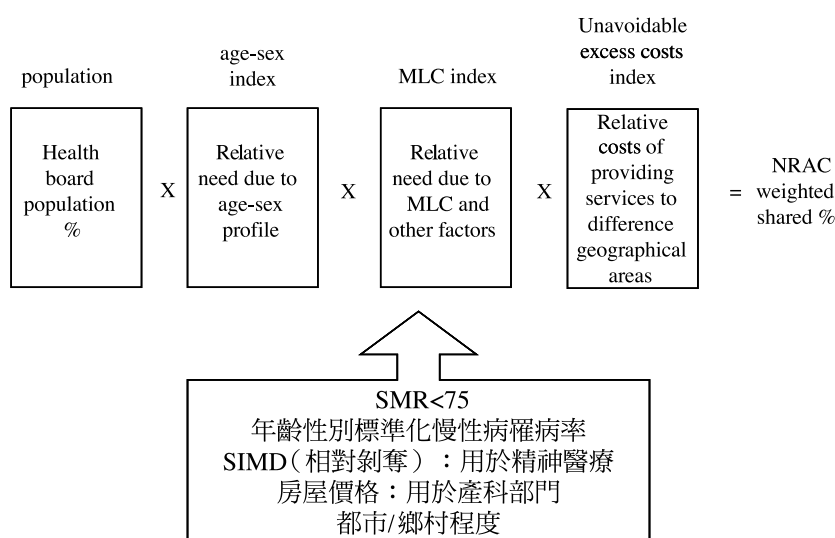 population
age-sex
index
MLC index
Unavoidable
excess costs
index
Health
board
population
%
X
Relative
need due to
age-sex
profile
X
Relative
need due to
MLC and
other factors
X
Relative
costs of
providing
services to
difference
geographical
areas
=
NRAC
weighted
shared %
SMR<75
年齡性別標準化慢性病罹病率
SIMD（相對剝奪）：用於精神醫療
房屋價格：用於產科部門
都市/鄉村程度